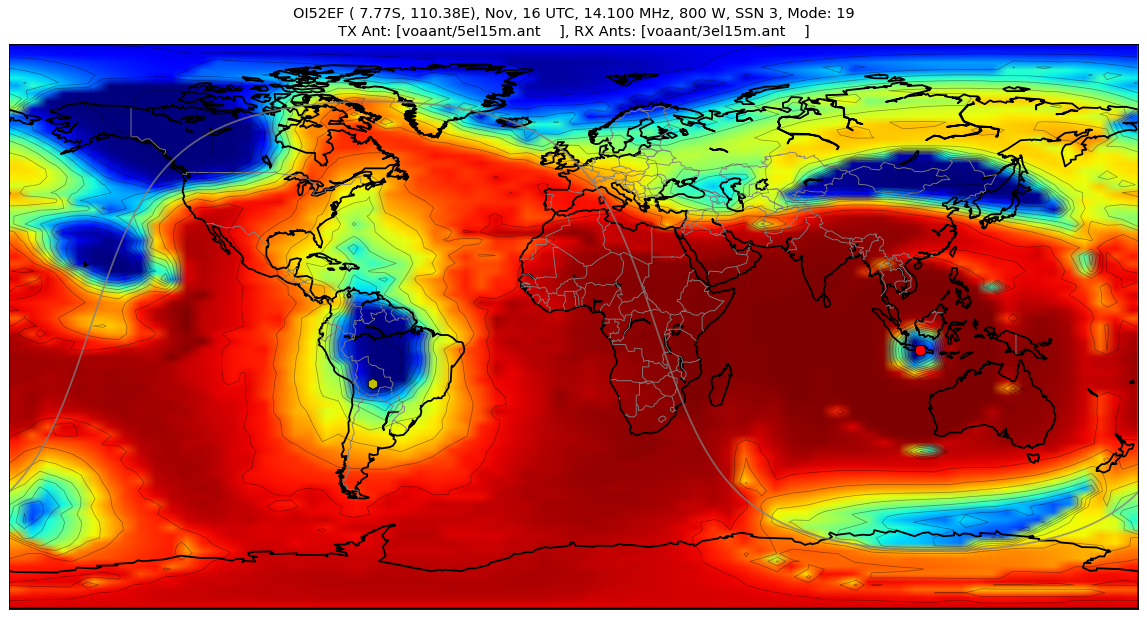 OI52EF ( 7.77S, 110.38E), Nov, 16 UTC, 14.100 MHz, 800 W, SSN 3, Mode: 19
TX Ant: [voaant/5el15m.ant    ], RX Ants: [voaant/3el15m.ant    ]